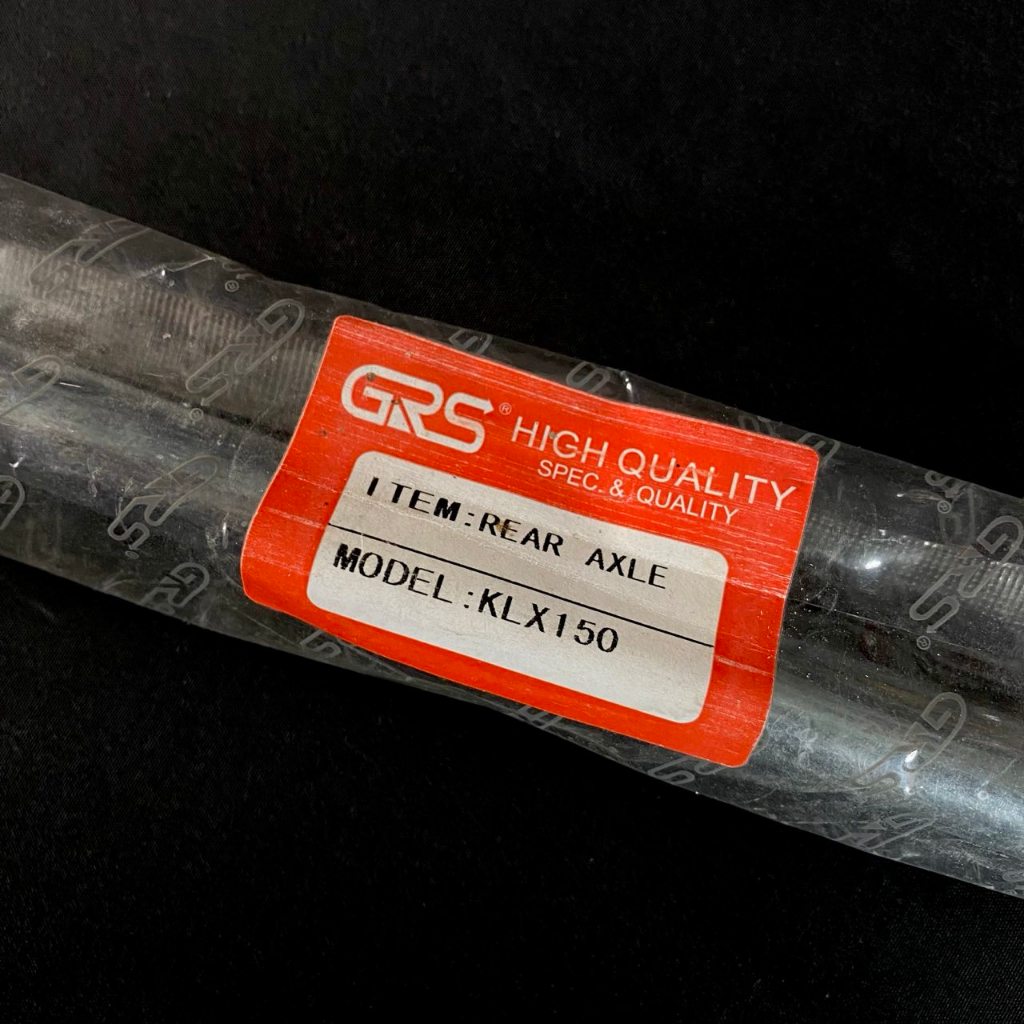 GRS® HIGH QUALITY
SPEC. & QUALITY
ITEM:REAR AXLE
MODEL:KLX150